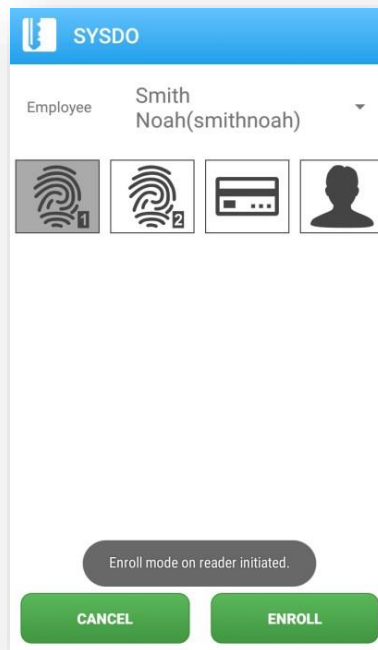 SYSDO
Employee
Smith
Noah(smithnoah)
1
2
Enroll mode on reader initiated.
CANCEL
ENROLL